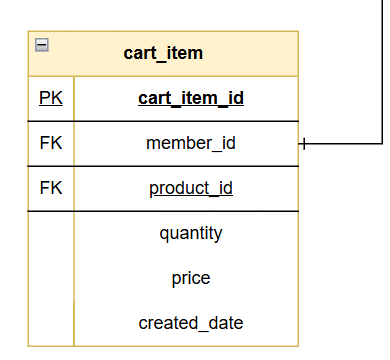 cart_item
PK cart_item_id
FK member_id
FK product_id
quantity
price
created_date